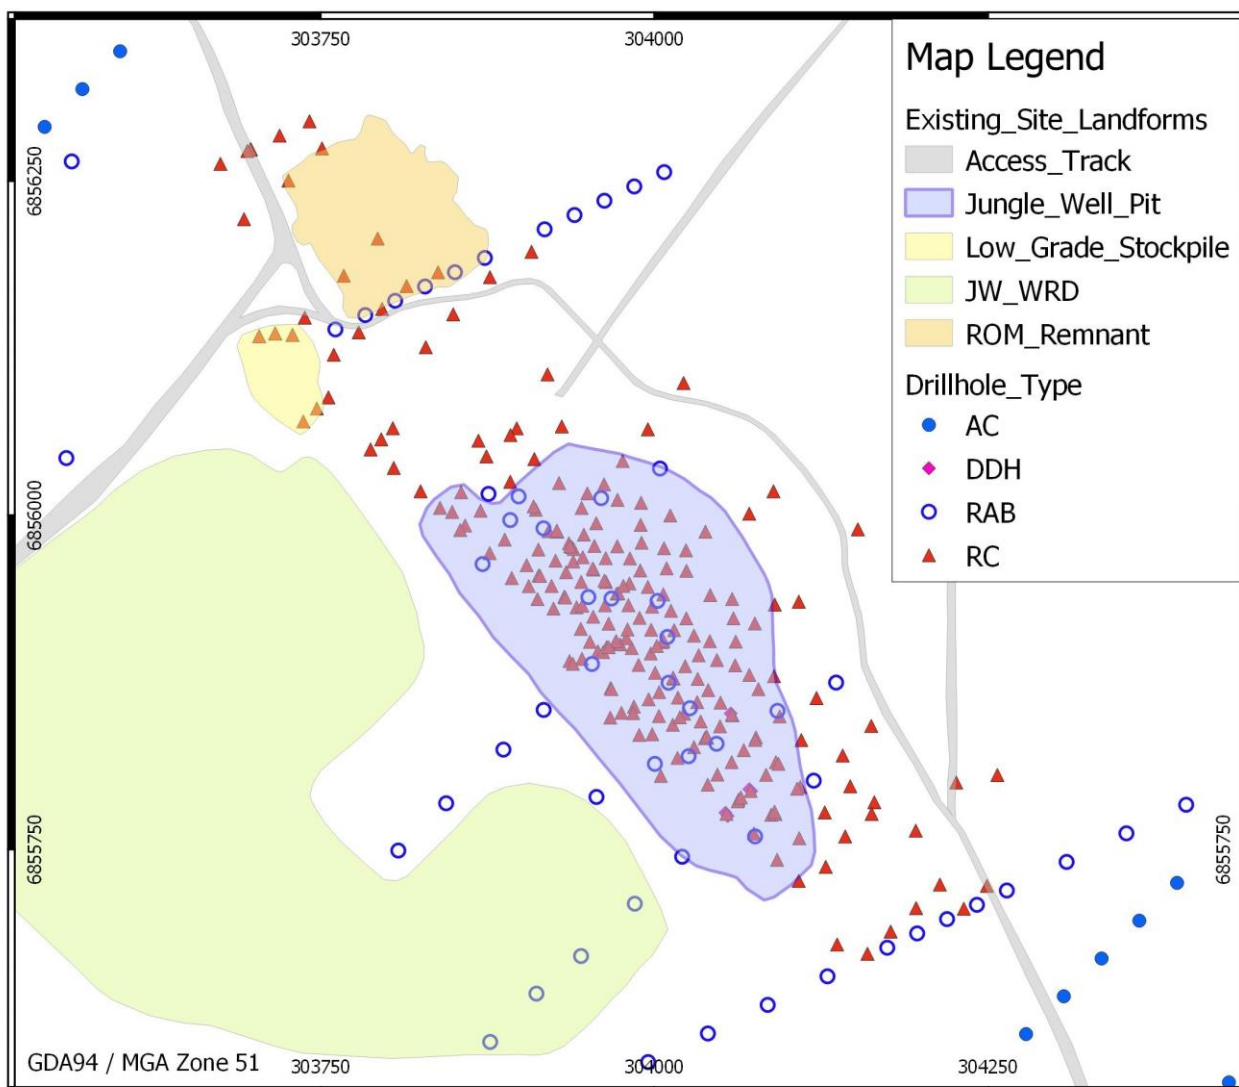 303750
304000
Map Legend
Existing_Site_Landforms
Access_Track
Jungle_Well_Pit
Low_Grade_Stockpile
JW_WRD
ROM_Remnant
Drillhole_Type
AC
DDH
RAB
RC
6856250
6856000
6855750
6855750
GDA94 / MGA Zone 51
303750
304000
304250